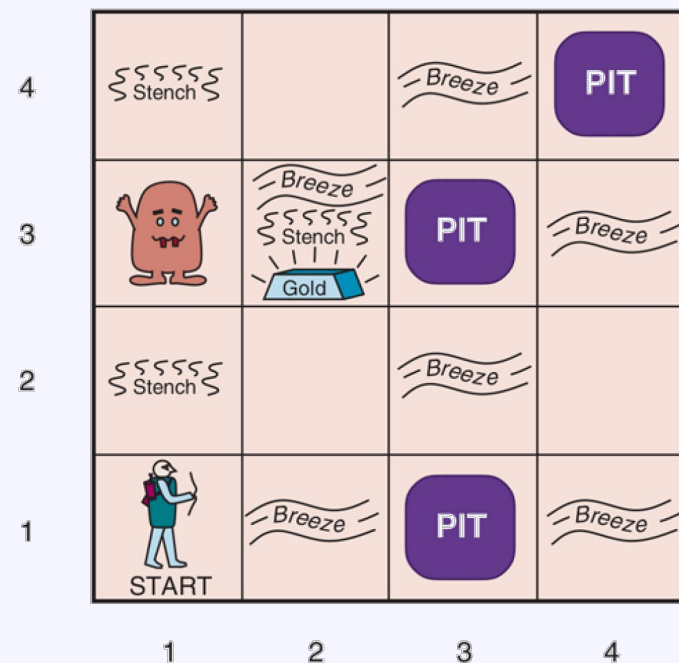 4
Stench
Breeze
PIT
3
Breeze
Stench
Gold
PIT
Breeze
2
Stench
Breeze
1
START
Breeze
PIT
Breeze
1 2 3 4